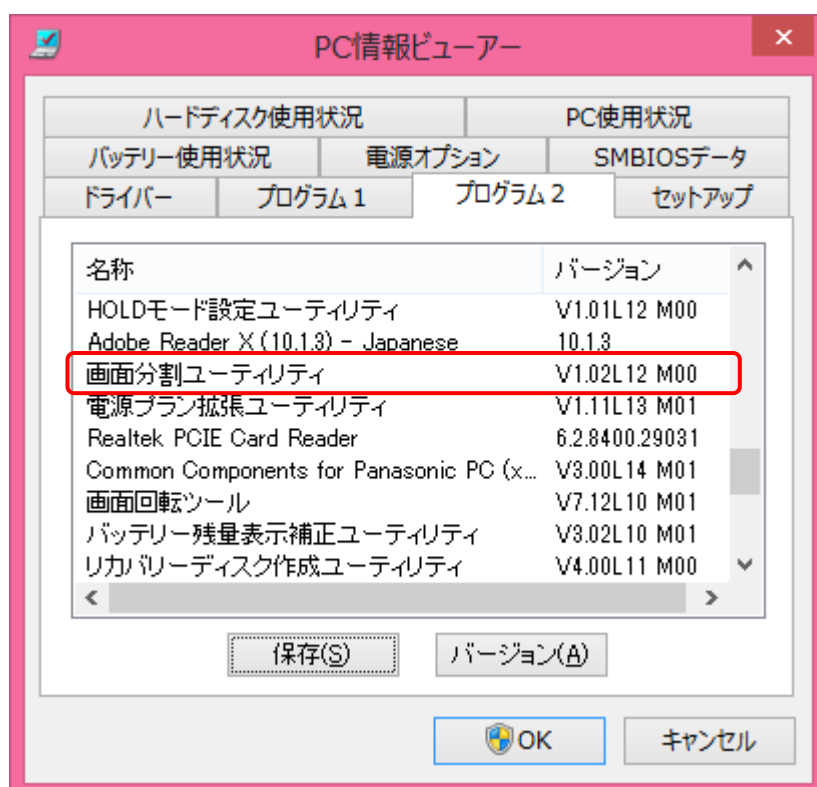 PC情報ビューアー
ハードディスク使用状況 PC使用状況
バッテリー使用状況 電源オプション SMBIOSデータ
ドライバー プログラム1 プログラム2 セットアップ
名称 バージョン
HOLDモード設定ユーティリティ V1.01L12 M00
Adobe Reader X (10.1.3) - Japanese 10.1.3
画面分割ユーティリティ V1.02L12 M00
電源プラン拡張ユーティリティ V1.11L13 M01
Realtek PCIE Card Reader 6.2.8400.29031
Common Components for Panasonic PC (x... V3.00L14 M01
画面回転ツール V7.12L10 M01
バッテリー残量表示補正ユーティリティ V3.02L10 M01
リカバリーディスク作成ユーティリティ V4.00L11 M00
保存(S) バージョン(A)
OK キャンセル